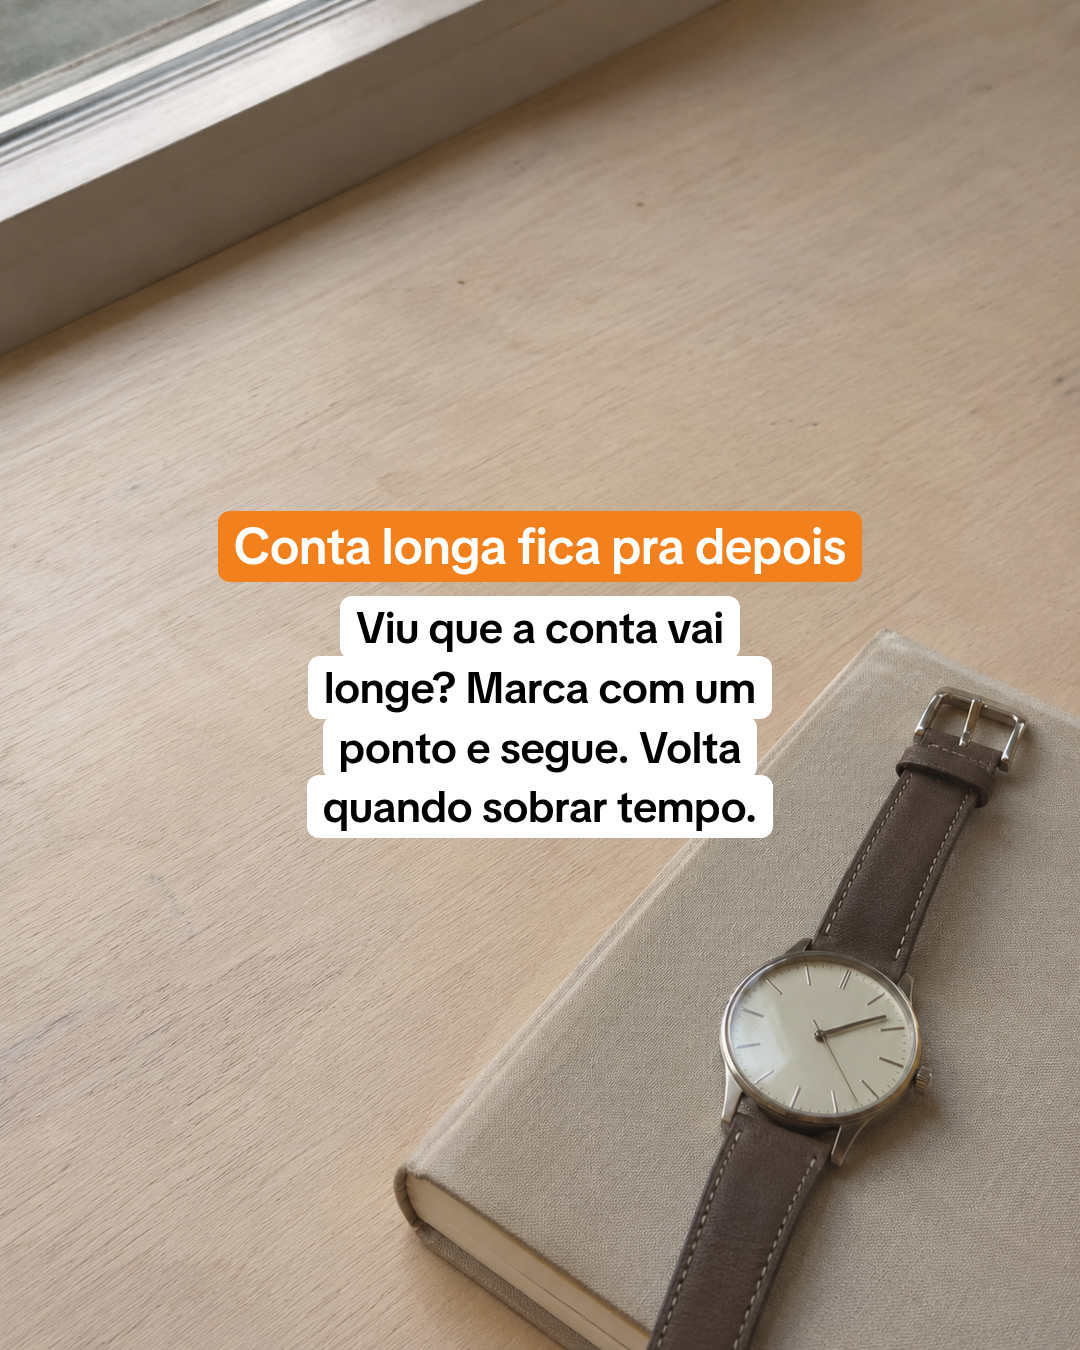 Conta longa fica pra depois
Viu que a conta vai
longe? Marca com um
ponto e segue. Volta
quando sobrar tempo.